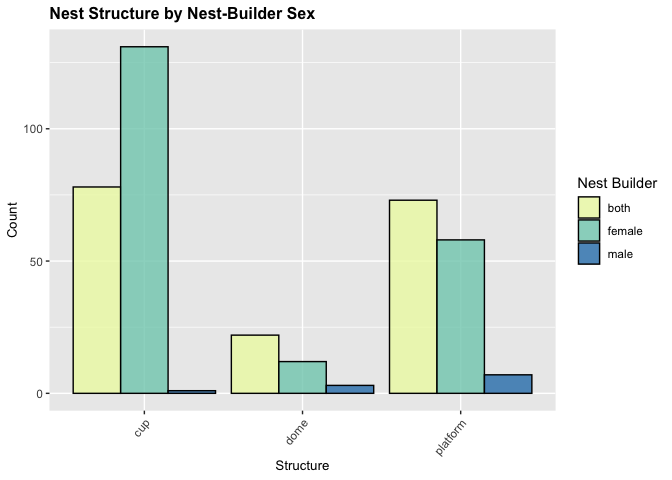 Nest Structure by Nest-Builder Sex
Count
100
50
0
cup
dome
platform
Structure
Nest Builder
both
female
male